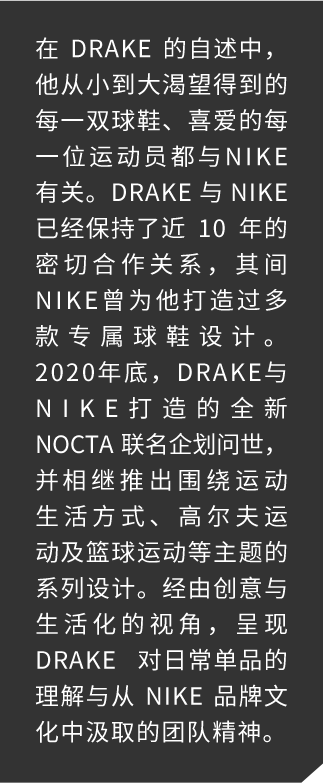 在 DRAKE 的自述中，
他从小到大渴望得到的
每一双球鞋、喜爱的每
一位运动员都与NIKE
有关。DRAKE 与 NIKE
已经保持了近 10 年的
密切合作关系，其间
NIKE曾为他打造过多
款专属球鞋设计。
2020年底，DRAKE与
NIKE打造的全新
NOCTA 联名企划问世，
并相继推出围绕运动
生活方式、高尔夫运
动及篮球运动等主题的
系列设计。经由创意与
生活化的视角，呈现
DRAKE 对日常单品的
理解与从 NIKE 品牌文
化中汲取的团队精神。